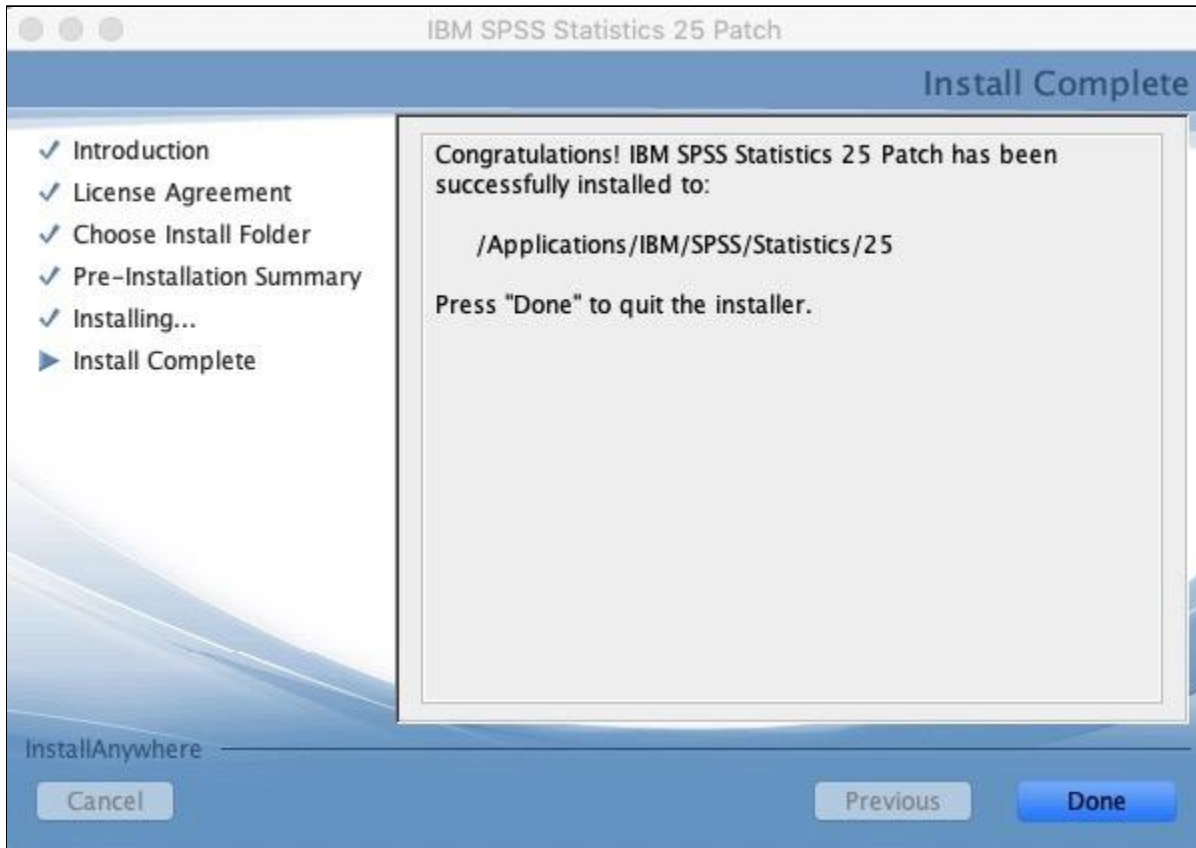 IBM SPSS Statistics 25 Patch
Install Complete
Introduction
License Agreement
Choose Install Folder
Pre-Installation Summary
Installing...
Install Complete
Congratulations! IBM SPSS Statistics 25 Patch has been
successfully installed to:
/Applications/IBM/SPSS/Statistics/25
Press "Done" to quit the installer.
InstallAnywhere
Cancel
Previous
Done